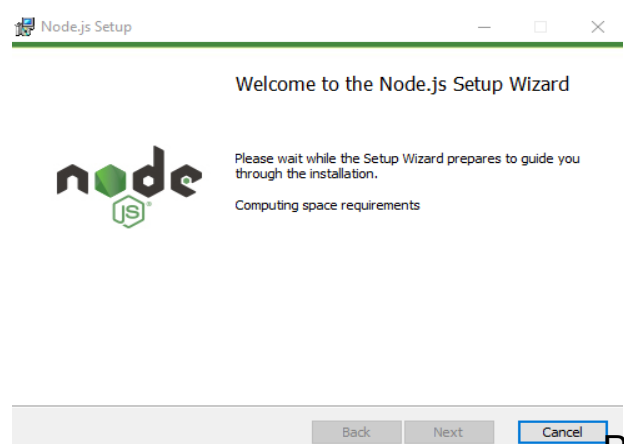 Node.js Setup
Welcome to the Node.js Setup Wizard
node
JS
Please wait while the Setup Wizard prepares to guide you
through the installation.
Computing space requirements
Back
Next
Cancel